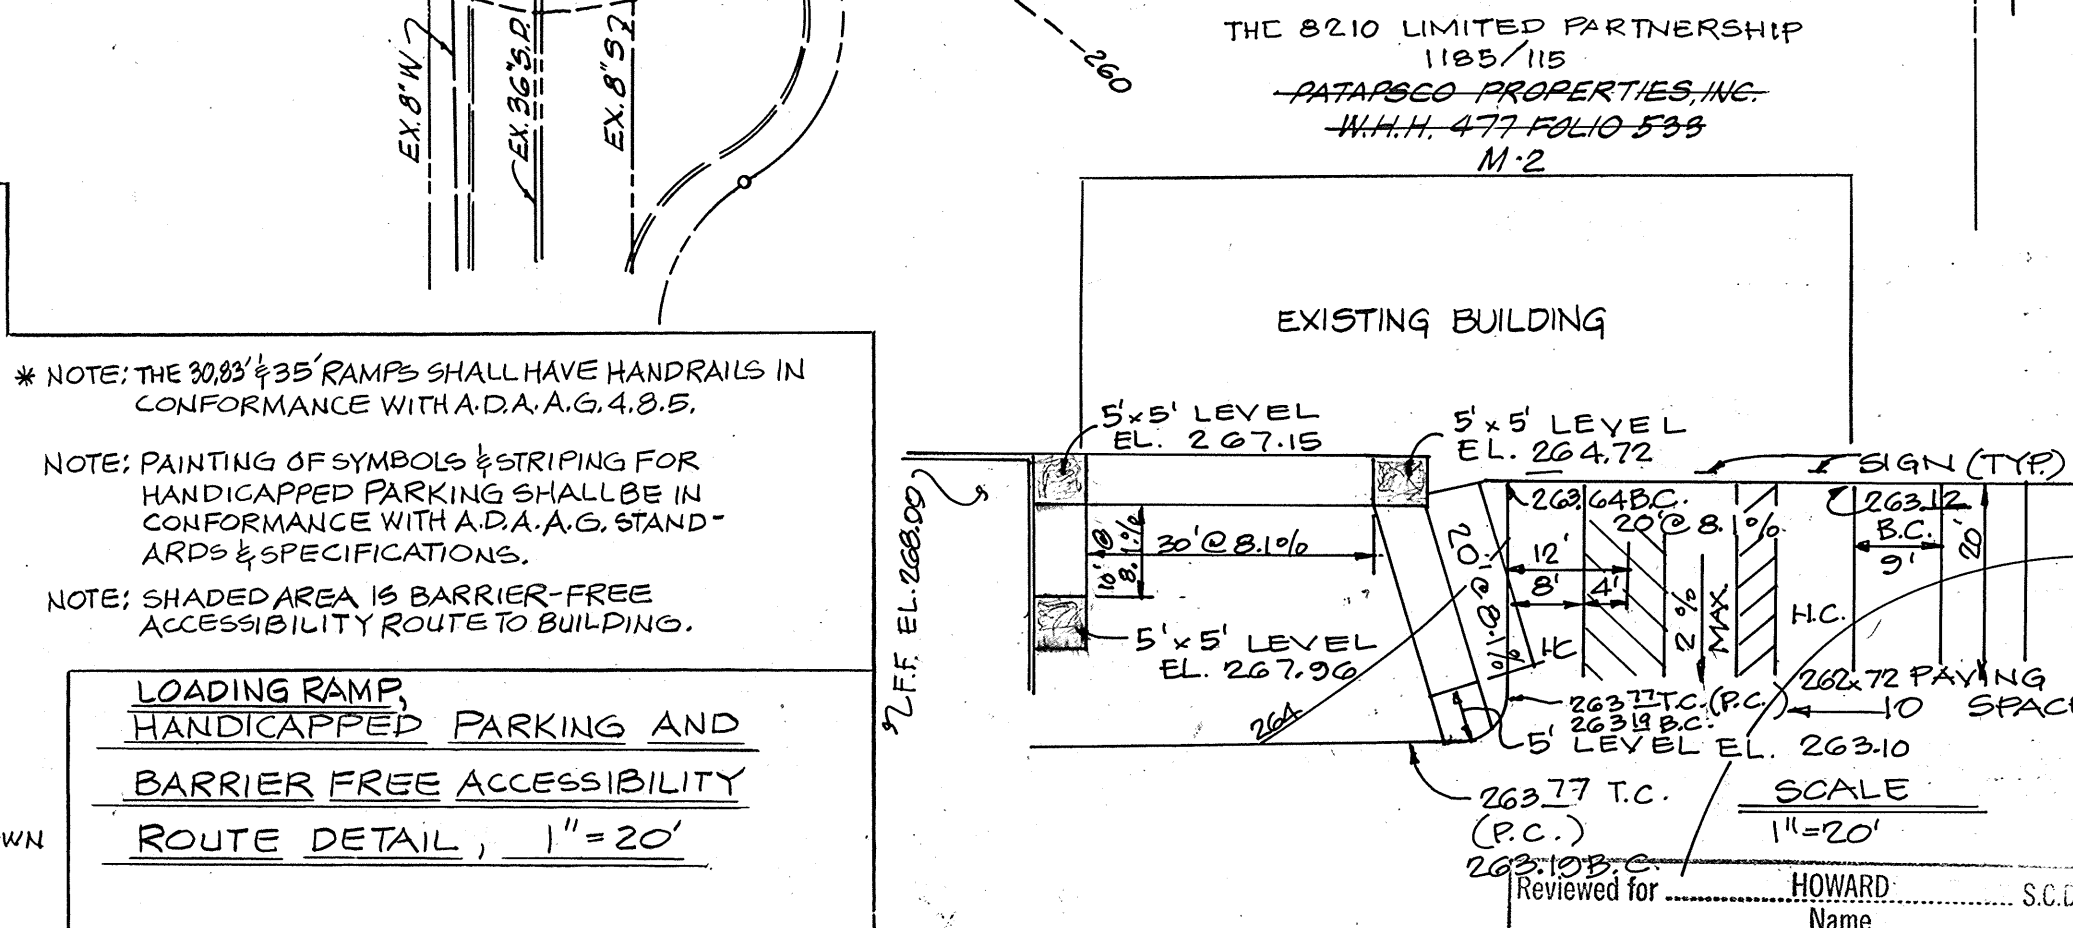 EX. 8" W
EX. 36" S.D.
EX. 8" S
260
THE 8210 LIMITED PARTNERSHIP
1185/115
PATAPSCO PROPERTIES, INC.
W.H.H. 477 FOLIO 533
M-2
EXISTING BUILDING
* NOTE: THE 30,83' & 35' RAMPS SHALL HAVE HANDRAILS IN
CONFORMANCE WITH A.D.A.A.G. 4.8.5.
NOTE: PAINTING OF SYMBOLS & STRIPING FOR
HANDICAPPED PARKING SHALL BE IN
CONFORMANCE WITH A.D.A.A.G. STAND-
ARDS & SPECIFICATIONS.
NOTE: SHADED AREA IS BARRIER-FREE
ACCESSIBILITY ROUTE TO BUILDING.
LOADING RAMP,
HANDICAPPED PARKING AND
BARRIER FREE ACCESSIBILITY
ROUTE DETAIL, 1"=20'
WN
F.F. EL. 268.09
5'x5' LEVEL
EL. 267.15
5'x5' LEVEL
EL. 264.72
SIGN (TYP.)
263.64 B.C.
20'@ 8.1%
263.12
B.C.
9'
20'
10'@
8.1%
30'@ 8.1%
20'@ 8.1%
12'
8'
4'
HC
2%
MAX.
H.C.
5'x5' LEVEL
EL. 267.96
264
262.72 PAVING
10 SPAC
263.77 T.C. (P.C.)
263.19 B.C.
5' LEVEL EL. 263.10
263.77 T.C.
(P.C.)
263.19 B.C.
SCALE
1"=20'
Reviewed for HOWARD S.C.D
Name